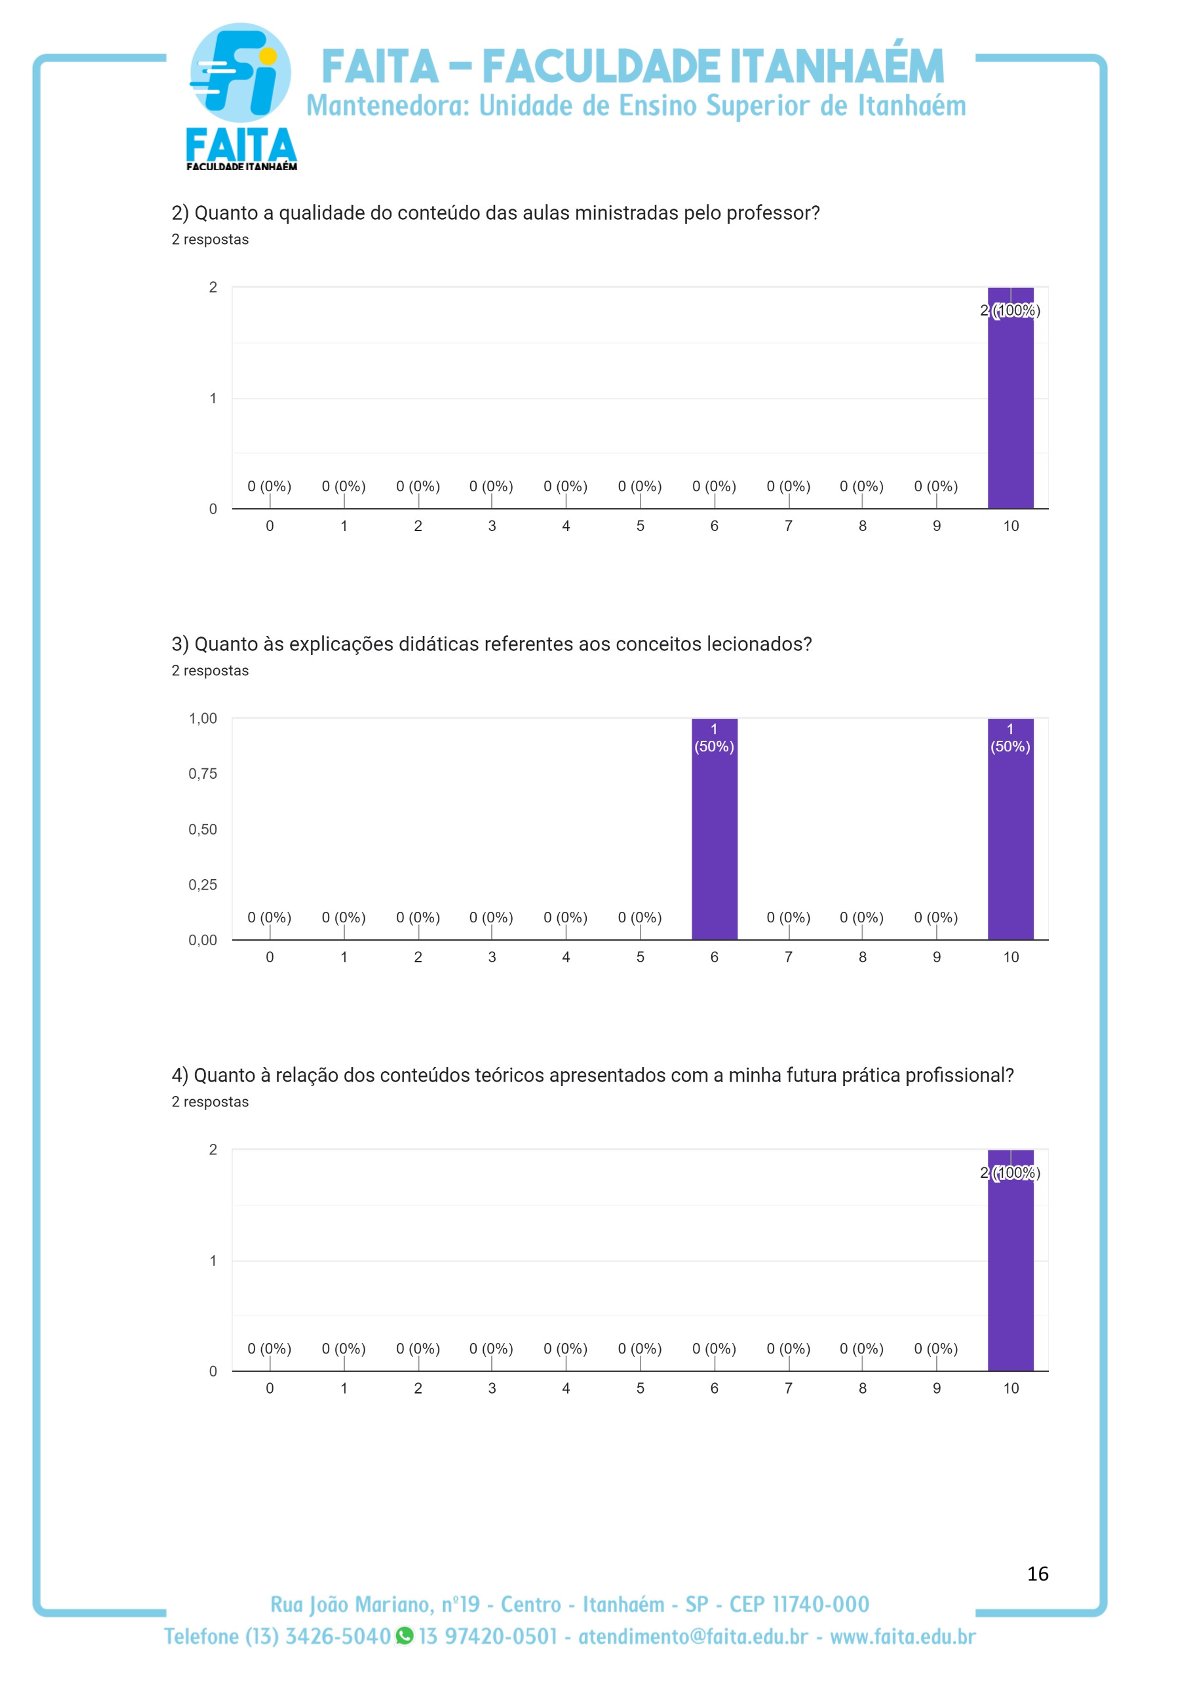 FAITA – FACULDADE ITANHAÉM
Mantenedora: Unidade de Ensino Superior de Itanhaém
Fi
FAITA
FACULDADE ITANHAÉM
2) Quanto a qualidade do conteúdo das aulas ministradas pelo professor?
2 respostas
2
2 (100%)
1
0 (0%) 0 (0%) 0 (0%) 0 (0%) 0 (0%) 0 (0%) 0 (0%) 0 (0%) 0 (0%) 0 (0%)
0
0 1 2 3 4 5 6 7 8 9 10
3) Quanto às explicações didáticas referentes aos conceitos lecionados?
2 respostas
1,00
1 1
(50%) (50%)
0,75
0,50
0,25
0 (0%) 0 (0%) 0 (0%) 0 (0%) 0 (0%) 0 (0%) 0 (0%) 0 (0%) 0 (0%)
0,00
0 1 2 3 4 5 6 7 8 9 10
4) Quanto à relação dos conteúdos teóricos apresentados com a minha futura prática profissional?
2 respostas
2
2 (100%)
1
0 (0%) 0 (0%) 0 (0%) 0 (0%) 0 (0%) 0 (0%) 0 (0%) 0 (0%) 0 (0%) 0 (0%)
0
0 1 2 3 4 5 6 7 8 9 10
16
Rua João Mariano, nº19 - Centro - Itanhaém - SP - CEP 11740-000
Telefone (13) 3426-5040 13 97420-0501 - atendimento@faita.edu.br - www.faita.edu.br